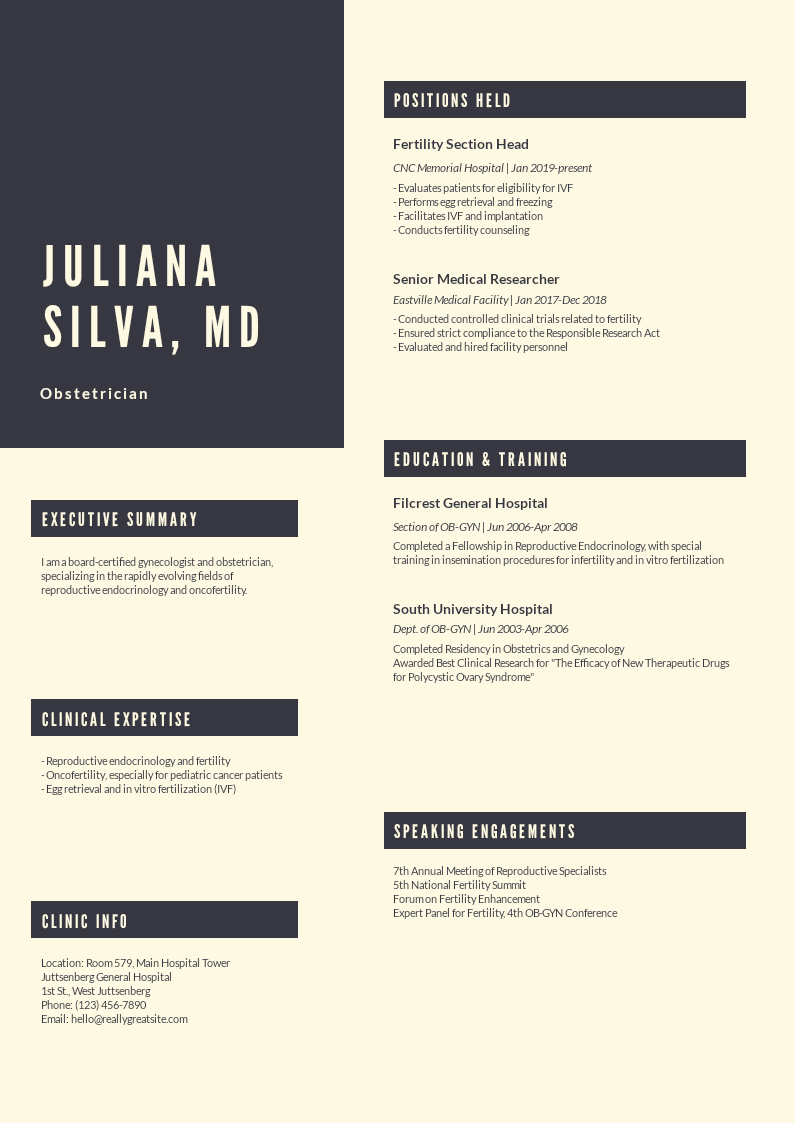 JULIANA
SILVA, MD
Obstetrician
EXECUTIVE SUMMARY
I am a board-certified gynecologist and obstetrician,
specializing in the rapidly evolving fields of
reproductive endocrinology and oncofertility.
CLINICAL EXPERTISE
- Reproductive endocrinology and fertility
- Oncofertility, especially for pediatric cancer patients
- Egg retrieval and in vitro fertilization (IVF)
CLINIC INFO
Location: Room 579, Main Hospital Tower
Juttsenberg General Hospital
1st St., West Juttsenberg
Phone: (123) 456-7890
Email: hello@reallygreatsite.com
POSITIONS HELD
Fertility Section Head
CNC Memorial Hospital | Jan 2019-present
- Evaluates patients for eligibility for IVF
- Performs egg retrieval and freezing
- Facilitates IVF and implantation
- Conducts fertility counseling
Senior Medical Researcher
Eastville Medical Facility | Jan 2017-Dec 2018
- Conducted controlled clinical trials related to fertility
- Ensured strict compliance to the Responsible Research Act
- Evaluated and hired facility personnel
EDUCATION & TRAINING
Filcrest General Hospital
Section of OB-GYN | Jun 2006-Apr 2008
Completed a Fellowship in Reproductive Endocrinology, with special
training in insemination procedures for infertility and in vitro fertilization
South University Hospital
Dept. of OB-GYN | Jun 2003-Apr 2006
Completed Residency in Obstetrics and Gynecology
Awarded Best Clinical Research for "The Efficacy of New Therapeutic Drugs
for Polycystic Ovary Syndrome"
SPEAKING ENGAGEMENTS
7th Annual Meeting of Reproductive Specialists
5th National Fertility Summit
Forum on Fertility Enhancement
Expert Panel for Fertility, 4th OB-GYN Conference